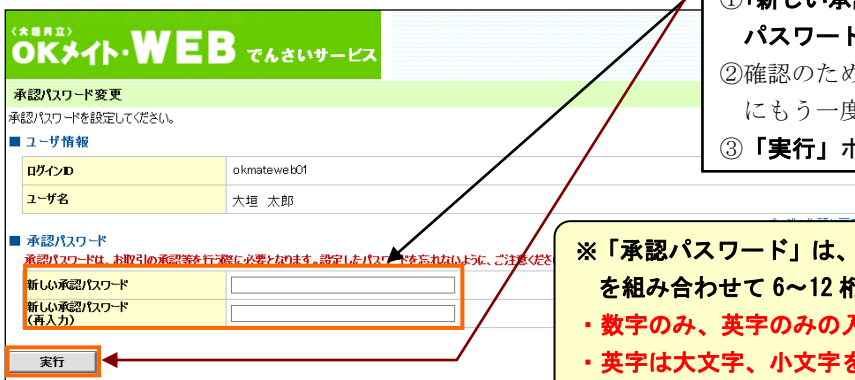 〈大垣共立〉
OKメイト・WEB でんさいサービス
承認パスワード変更
承認パスワードを設定してください。
■ ユーザ情報
ログインID okmateweb01
ユーザ名 大垣 太郎
■ 承認パスワード
承認パスワードは、お取引の承認等を行う際に必要となります。設定したパスワードを忘れないように、ご注意くださ
新しい承認パスワード
新しい承認パスワード
(再入力)
実行
①「新しい承
パスワード
②確認のため
にもう一度
③「実行」ボ
※「承認パスワード」は、
を組み合わせて 6～12 桁
・数字のみ、英字のみの入
・英字は大文字、小文字を